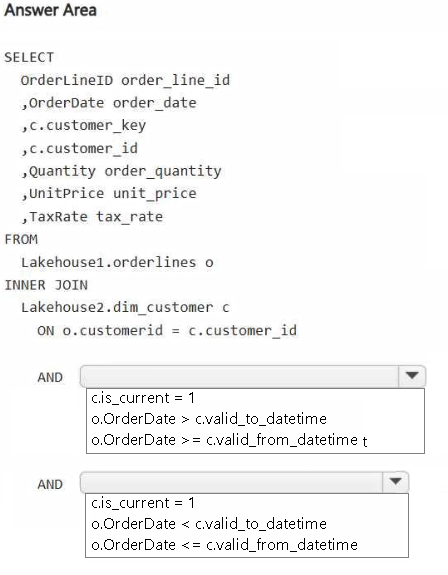 Answer Area
SELECT
OrderLineID order_line_id
,OrderDate order_date
,c.customer_key
,c.customer_id
,Quantity order_quantity
,UnitPrice unit_price
,TaxRate tax_rate
FROM
Lakehouse1.orderlines o
INNER JOIN
Lakehouse2.dim_customer c
ON o.customerid = c.customer_id
AND
c.is_current = 1
o.OrderDate > c.valid_to_datetime
o.OrderDate >= c.valid_from_datetime t
AND
c.is_current = 1
o.OrderDate < c.valid_to_datetime
o.OrderDate <= c.valid_from_datetime